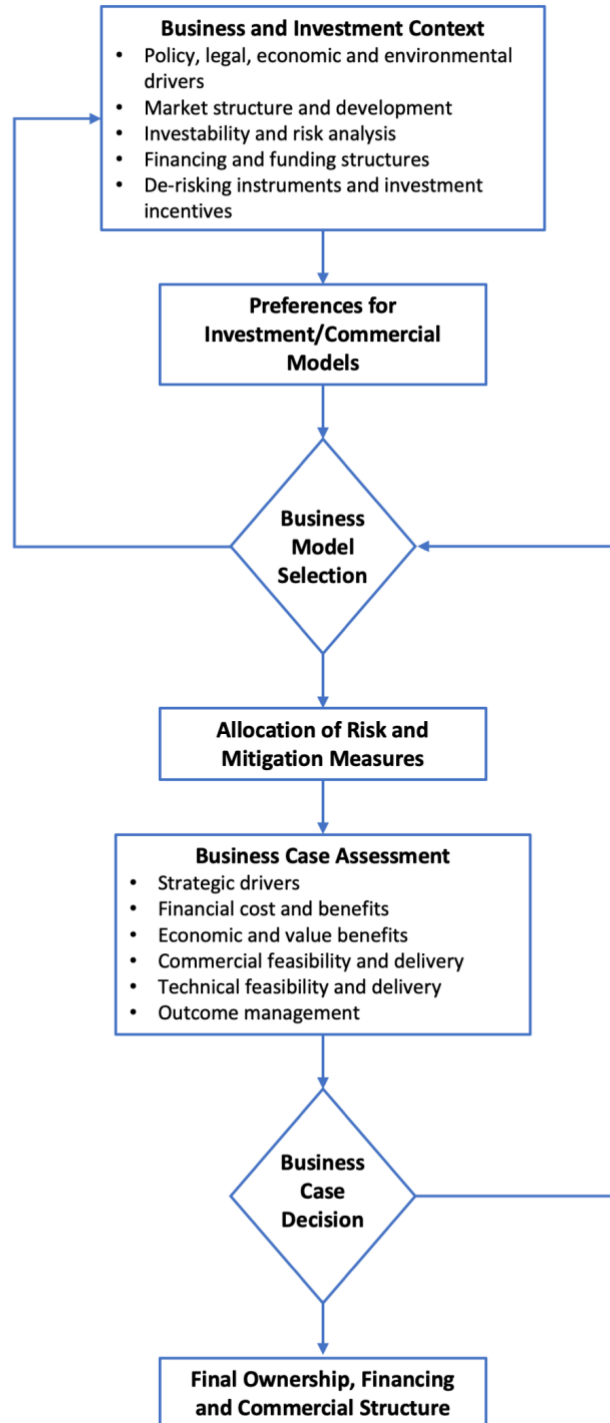 Business and Investment Context
• Policy, legal, economic and environmental
drivers
• Market structure and development
• Investability and risk analysis
• Financing and funding structures
• De-risking instruments and investment
incentives
Preferences for
Investment/Commercial
Models
Business
Model
Selection
Allocation of Risk and
Mitigation Measures
Business Case Assessment
• Strategic drivers
• Financial cost and benefits
• Economic and value benefits
• Commercial feasibility and delivery
• Technical feasibility and delivery
• Outcome management
Business
Case
Decision
Final Ownership, Financing
and Commercial Structure